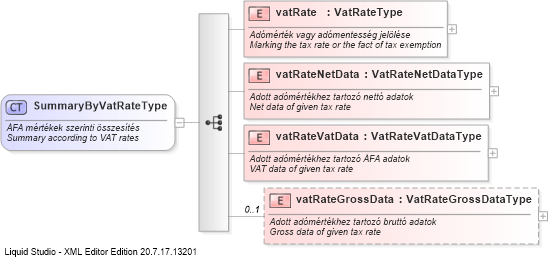 E vatRate : VatRateType
Adómérték vagy adómentesség jelölése
Marking the tax rate or the fact of tax exemption
E vatRateNetData : VatRateNetDataType
Adott adómértékhez tartozó nettó adatok
Net data of given tax rate
CT SummaryByVatRateType
ÁFA mértékek szerinti összesítés
Summary according to VAT rates
E vatRateVatData : VatRateVatDataType
Adott adómértékhez tartozó ÁFA adatok
VAT data of given tax rate
0..1
E vatRateGrossData : VatRateGrossDataType
Adott adómértékhez tartozó bruttó adatok
Gross data of given tax rate
Liquid Studio - XML Editor Edition 20.7.17.13201